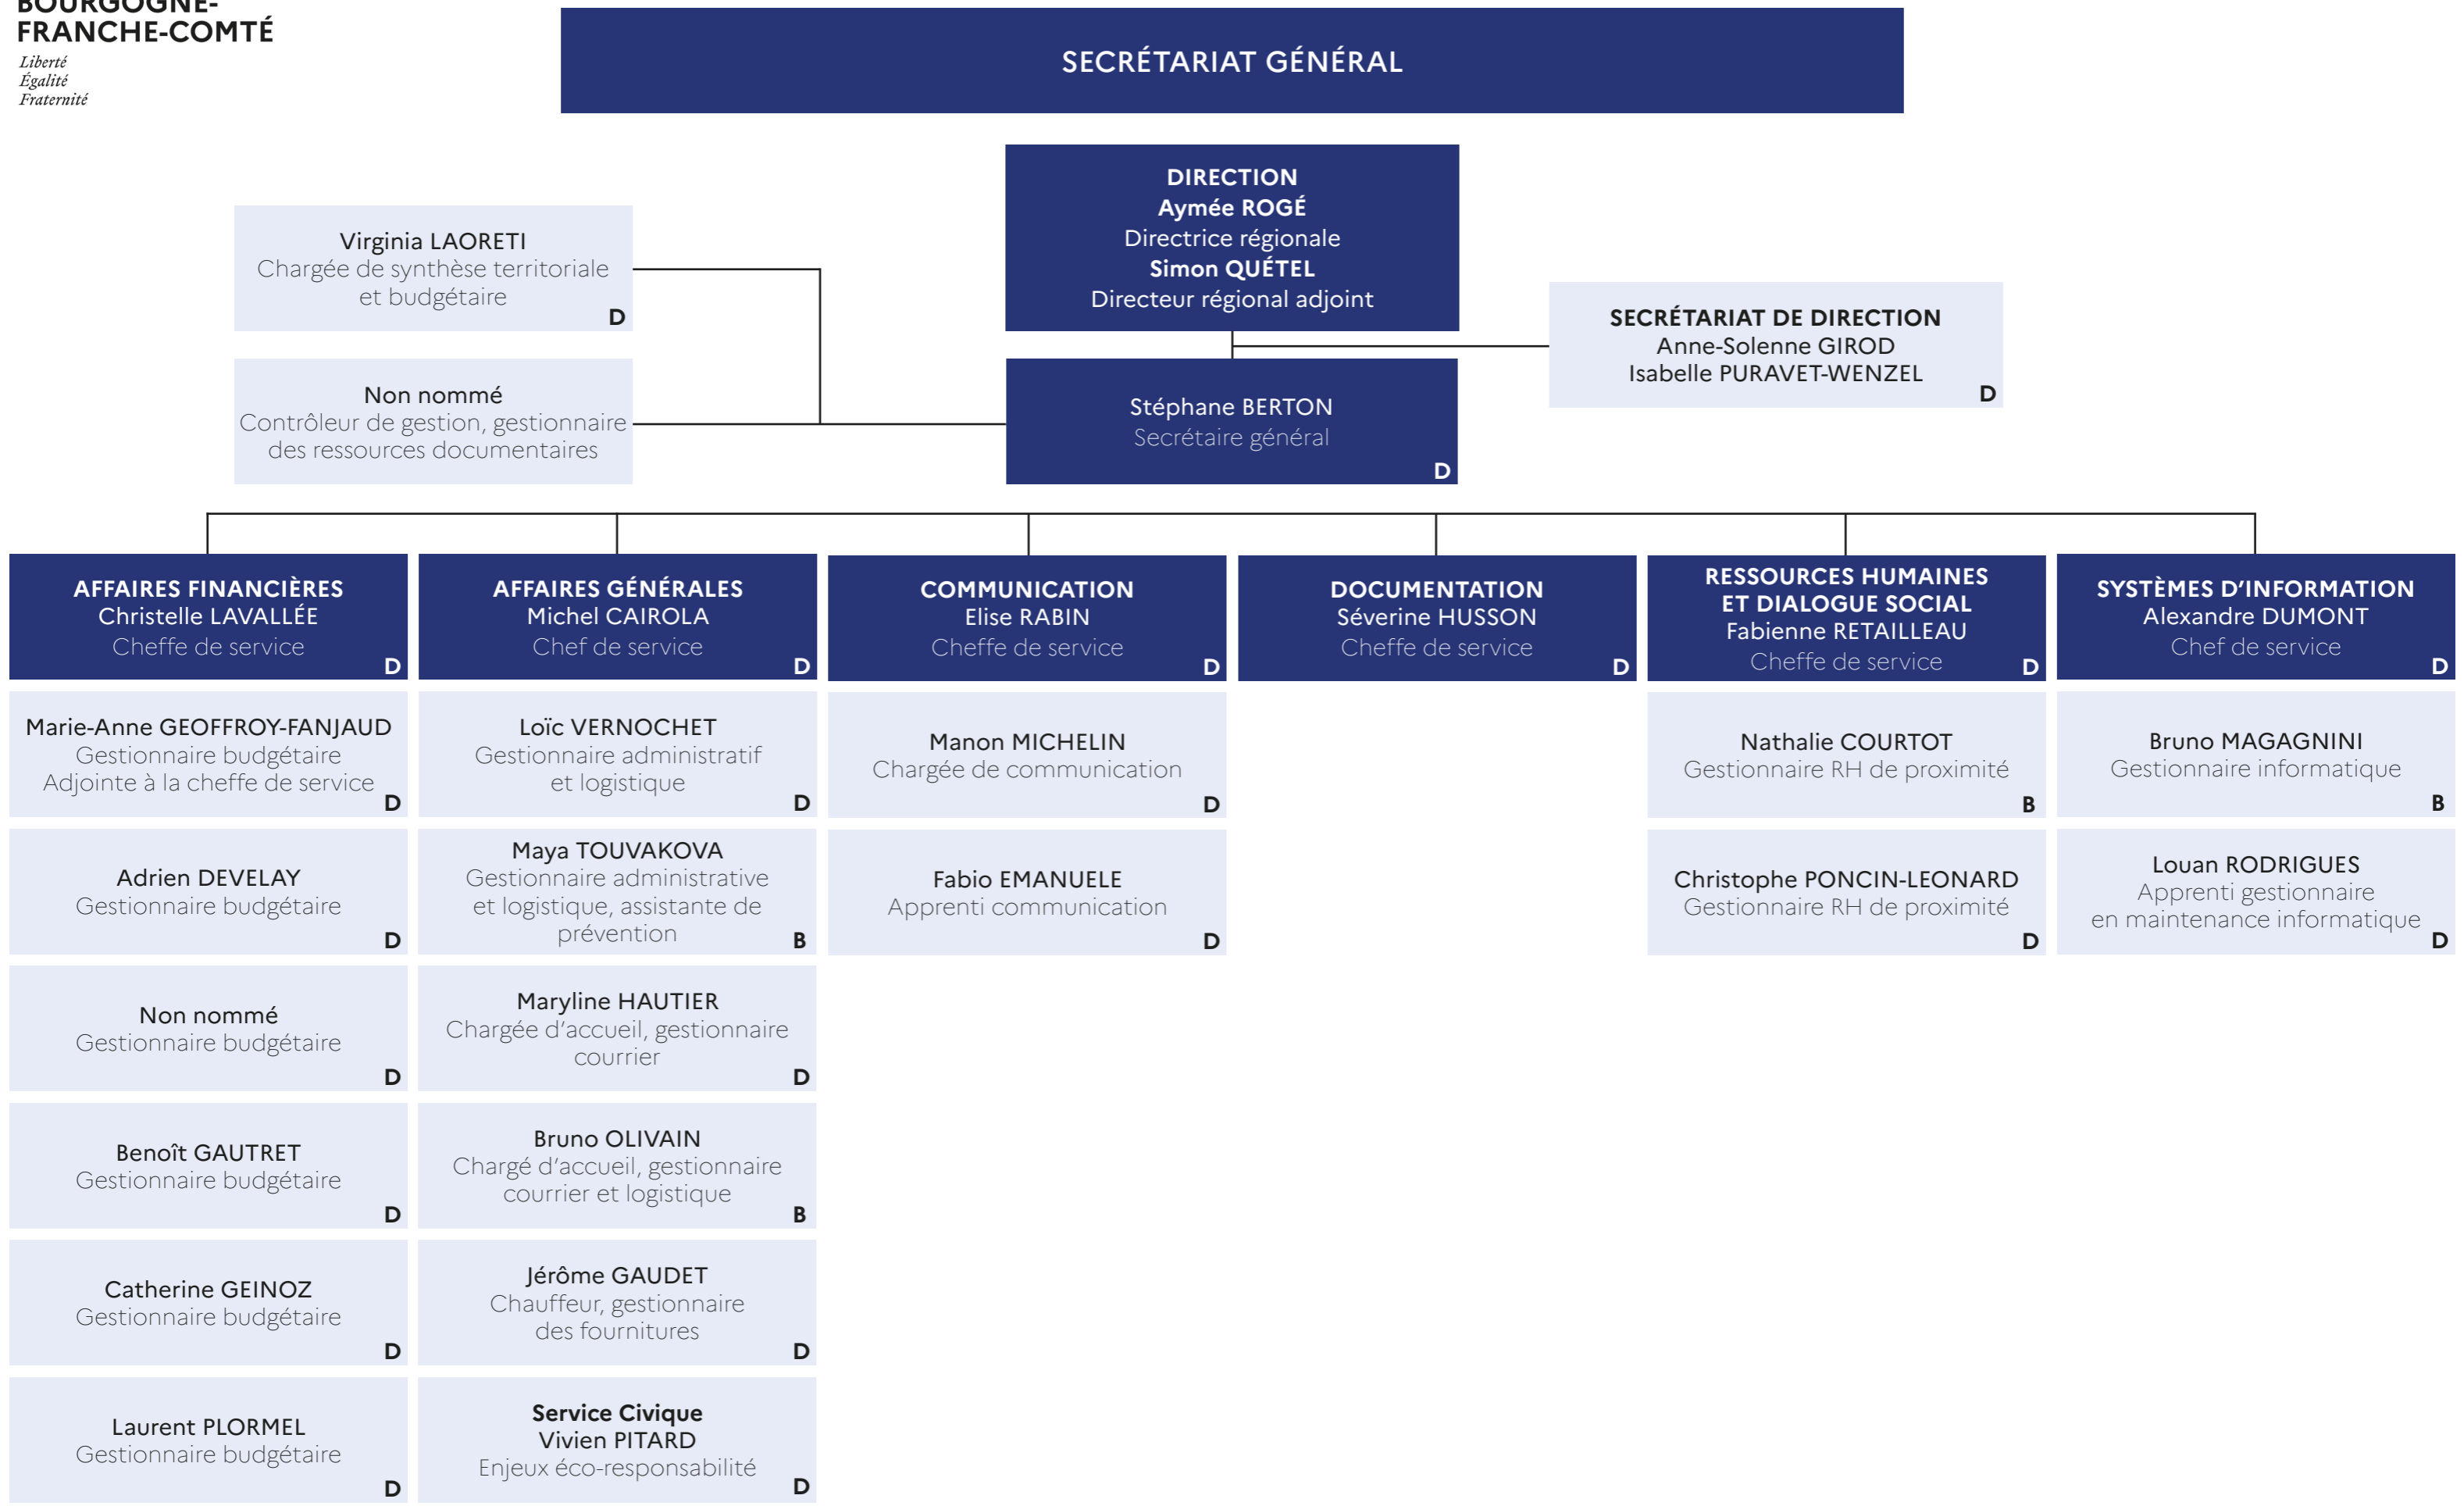 BOURGOGNE-
FRANCHE-COMTÉ
Liberté
Égalité
Fraternité
SECRÉTARIAT GÉNÉRAL
DIRECTION
Aymée ROGÉ
Directrice régionale
Simon QUÉTEL
Directeur régional adjoint
Virginia LAORETI
Chargée de synthèse territoriale
et budgétaire
D
SECRÉTARIAT DE DIRECTION
Anne-Solenne GIROD
Isabelle PURAVET-WENZEL
D
Non nommé
Contrôleur de gestion, gestionnaire
des ressources documentaires
Stéphane BERTON
Secrétaire général
D
AFFAIRES FINANCIÈRES
Christelle LAVALLÉE
Cheffe de service
D
Marie-Anne GEOFFROY-FANJAUD
Gestionnaire budgétaire
Adjointe à la cheffe de service
D
Adrien DEVELAY
Gestionnaire budgétaire
D
Non nommé
Gestionnaire budgétaire
D
Benoît GAUTRET
Gestionnaire budgétaire
D
Catherine GEINOZ
Gestionnaire budgétaire
D
Laurent PLORMEL
Gestionnaire budgétaire
D
AFFAIRES GÉNÉRALES
Michel CAIROLA
Chef de service
D
Loïc VERNOCHET
Gestionnaire administratif
et logistique
D
Maya TOUVAKOVA
Gestionnaire administrative
et logistique, assistante de
prévention
B
Maryline HAUTIER
Chargée d'accueil, gestionnaire
courrier
D
Bruno OLIVAIN
Chargé d'accueil, gestionnaire
courrier et logistique
B
Jérôme GAUDET
Chauffeur, gestionnaire
des fournitures
D
Service Civique
Vivien PITARD
Enjeux éco-responsabilité
D
COMMUNICATION
Elise RABIN
Cheffe de service
D
Manon MICHELIN
Chargée de communication
D
Fabio EMANUELE
Apprenti communication
D
DOCUMENTATION
Séverine HUSSON
Cheffe de service
D
RESSOURCES HUMAINES
ET DIALOGUE SOCIAL
Fabienne RETAILLEAU
Cheffe de service
D
Nathalie COURTOT
Gestionnaire RH de proximité
B
Christophe PONCIN-LEONARD
Gestionnaire RH de proximité
D
SYSTÈMES D'INFORMATION
Alexandre DUMONT
Chef de service
D
Bruno MAGAGNINI
Gestionnaire informatique
B
Louan RODRIGUES
Apprenti gestionnaire
en maintenance informatique
D